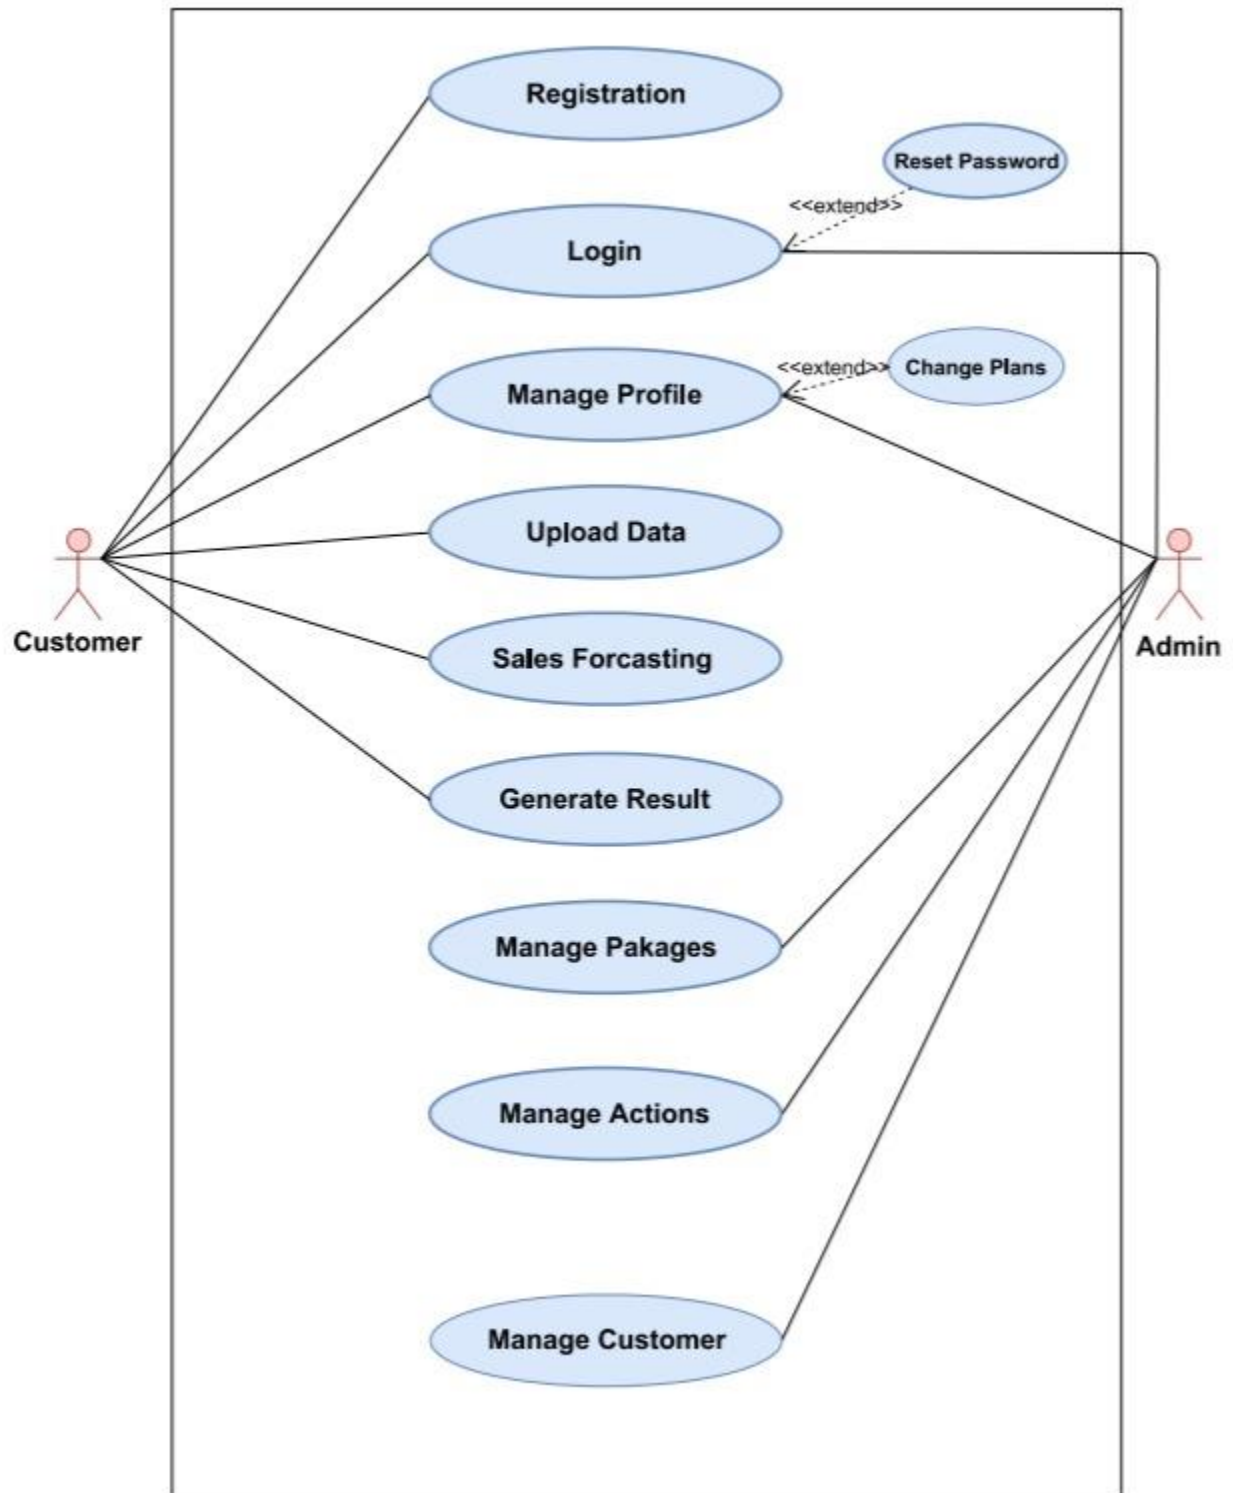 Registration
Reset Password
<<extend>>
Login
<<extend>>
Change Plans
Manage Profile
Upload Data
Customer
Admin
Sales Forcasting
Generate Result
Manage Pakages
Manage Actions
Manage Customer